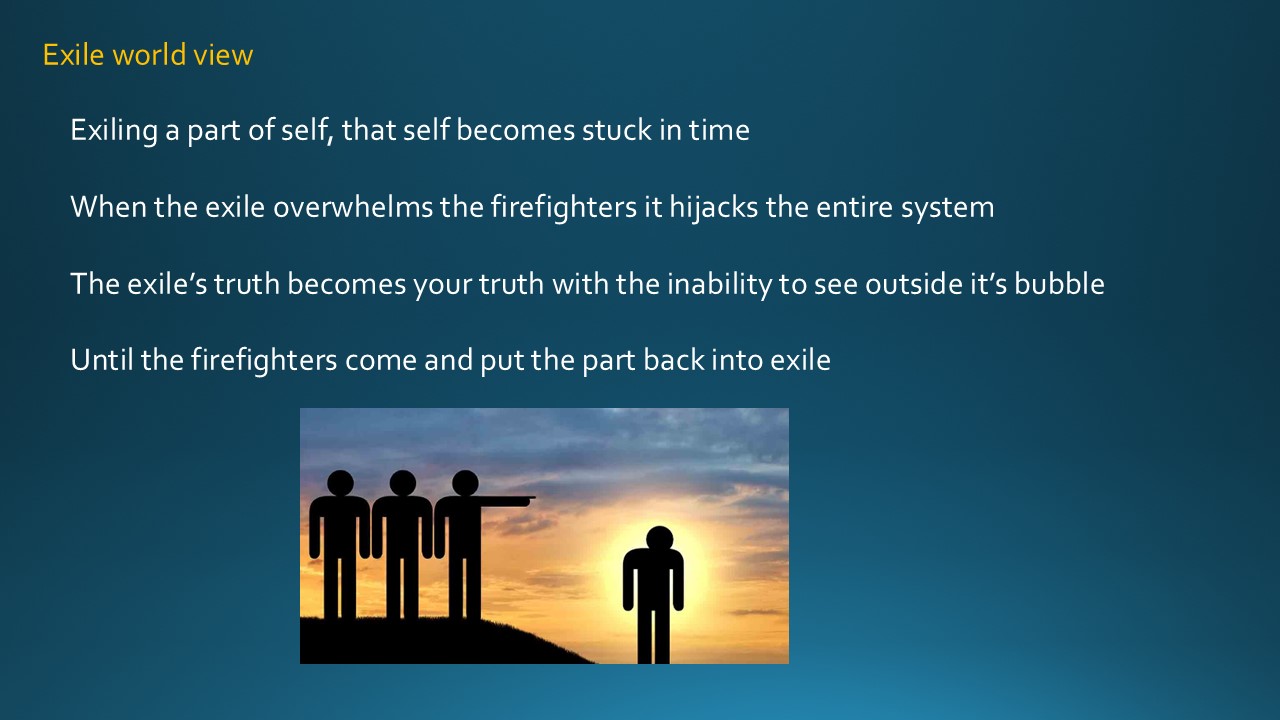 Exile world view
Exiling a part of self, that self becomes stuck in time
When the exile overwhelms the firefighters it hijacks the entire system
The exile’s truth becomes your truth with the inability to see outside it’s bubble
Until the firefighters come and put the part back into exile